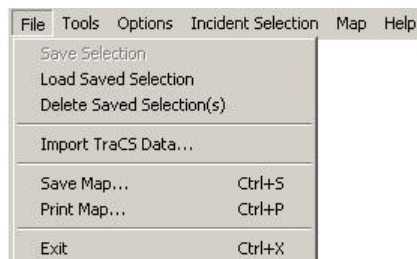 File Tools Options Incident Selection Map Help
Save Selection
Load Saved Selection
Delete Saved Selection(s)
Import TraCS Data...
Save Map... Ctrl+S
Print Map... Ctrl+P
Exit Ctrl+X